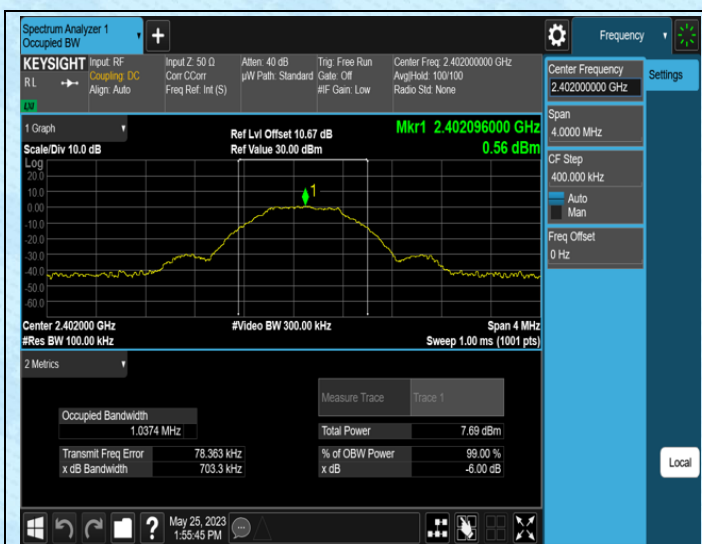 Spectrum Analyzer 1
Occupied BW
+
Frequency
KEYSIGHT
RL
LXI
Input: RF
Coupling: DC
Align: Auto
Input Z: 50 Ω
Corr CCorr
Freq Ref: Int (S)
Atten: 40 dB
µW Path: Standard
Trig: Free Run
Gate: Off
#IF Gain: Low
Center Freq: 2.402000000 GHz
Avg|Hold: 100/100
Radio Std: None
Center Frequency
2.402000000 GHz
Settings
Span
4.0000 MHz
CF Step
400.000 kHz
Auto
Man
Freq Offset
0 Hz
Local
1 Graph
Scale/Div 10.0 dB
Ref Lvl Offset 10.67 dB
Ref Value 30.00 dBm
Mkr1 2.402096000 GHz
0.56 dBm
Log
20.0
10.0
0.00
-10.0
-20.0
-30.0
-40.0
-50.0
-60.0
1
Center 2.402000 GHz
#Res BW 100.00 kHz
#Video BW 300.00 kHz
Span 4 MHz
Sweep 1.00 ms (1001 pts)
2 Metrics
Measure Trace
Trace 1
Occupied Bandwidth
1.0374 MHz
Total Power
7.69 dBm
Transmit Freq Error
78.363 kHz
% of OBW Power
99.00 %
x dB Bandwidth
703.3 kHz
x dB
-6.00 dB
?
May 25, 2023
1:55:45 PM